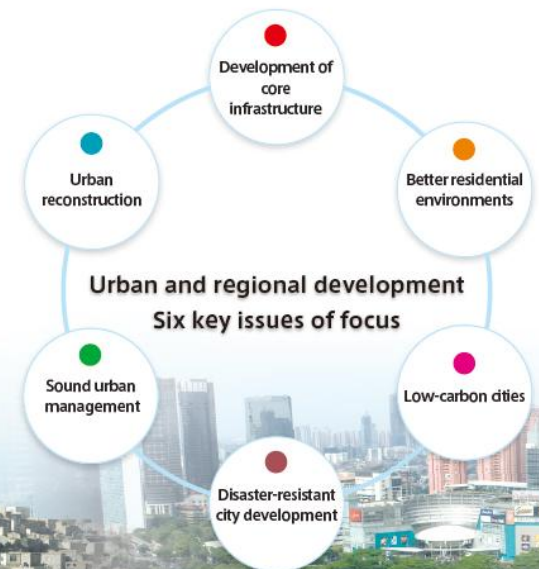 Development of
core
infrastructure
Urban
reconstruction
Better residential
environments
Urban and regional development
Six key issues of focus
Sound urban
management
Low-carbon cities
Disaster-resistant
city development